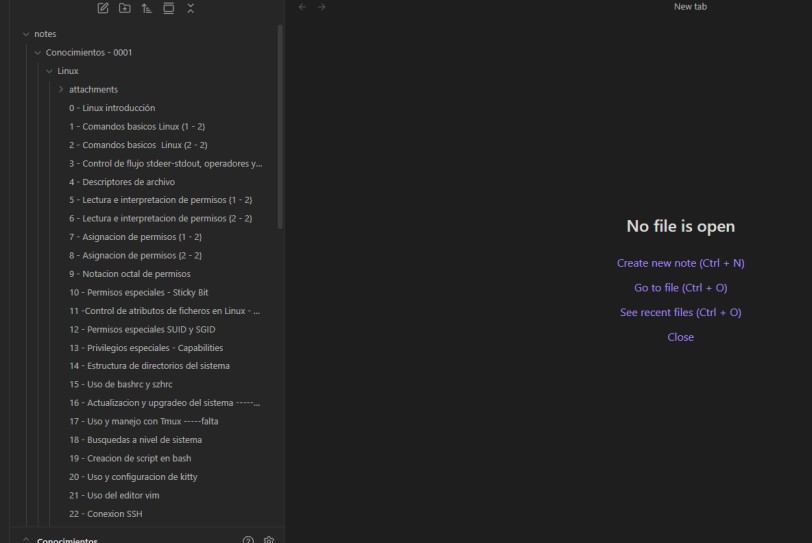 New tab
notes
Conocimientos - 0001
Linux
attachments
0 - Linux introducción
1 - Comandos basicos Linux (1 - 2)
2 - Comandos basicos  Linux (2 - 2)
3 - Control de flujo stdeer-stdout, operadores y...
4 - Descriptores de archivo
5 - Lectura e interpretacion de permisos (1 - 2)
6 - Lectura e interpretacion de permisos (2 - 2)
7 - Asignacion de permisos (1 - 2)
8 - Asignacion de permisos (2 - 2)
9 - Notacion octal de permisos
10 - Permisos especiales - Sticky Bit
11 -Control de atributos de ficheros en Linux - ...
12 - Permisos especiales SUID y SGID
13 - Privilegios especiales - Capabilities
14 - Estructura de directorios del sistema
15 - Uso de bashrc y szhrc
16 - Actualizacion y upgradeo del sistema -----...
17 - Uso y manejo con Tmux -----falta
18 - Busquedas a nivel de sistema
19 - Creacion de script en bash
20 - Uso y configuracion de kitty
21 - Uso del editor vim
22 - Conexion SSH
Conocimientos
No file is open
Create new note (Ctrl + N)
Go to file (Ctrl + O)
See recent files (Ctrl + O)
Close